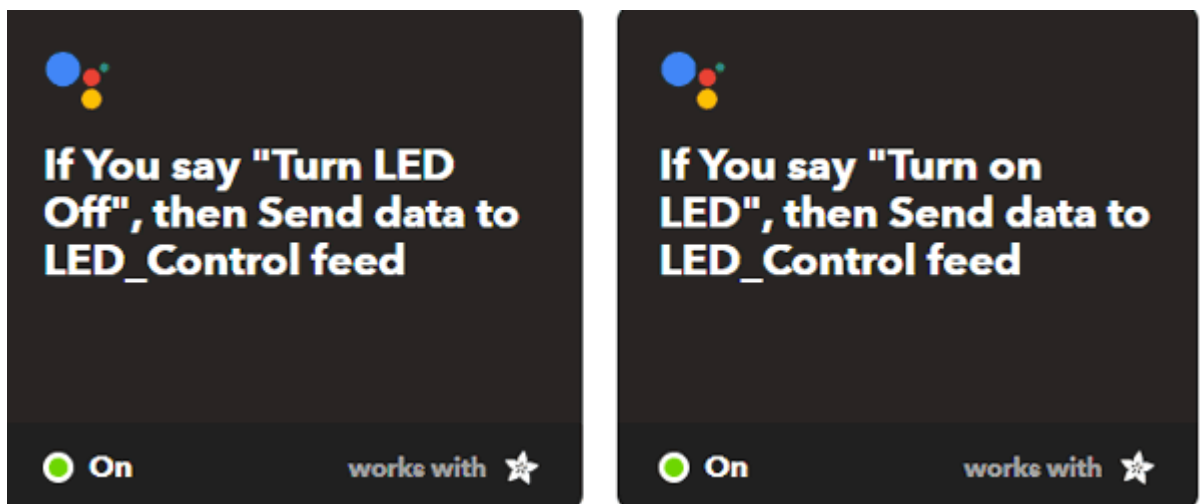 If You say "Turn LED
Off", then Send data to
LED_Control feed
On
works with
If You say "Turn on
LED", then Send data to
LED_Control feed
On
works with